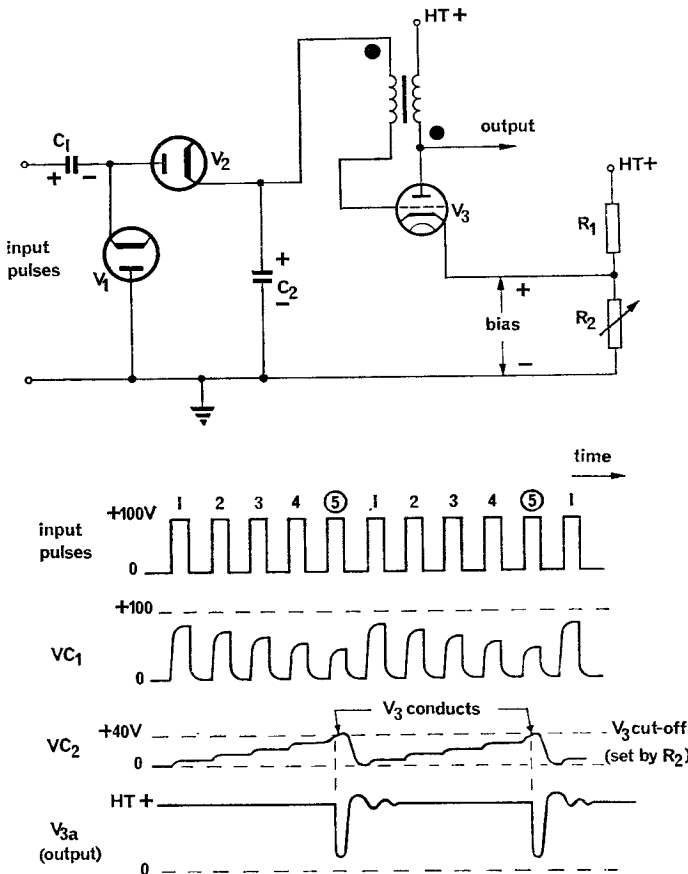 HT+
output
C1
+ -
V2
HT+
V3
R1
input
pulses
V1
+
C2
-
+
bias
-
R2
time
1 2 3 4 5 1 2 3 4 5 1
+100V
input
pulses
0
+100
VC1
0
V3 conducts
+40V
V3 cut-off
VC2
(set by R2)
0
HT+
V3a
(output)
0